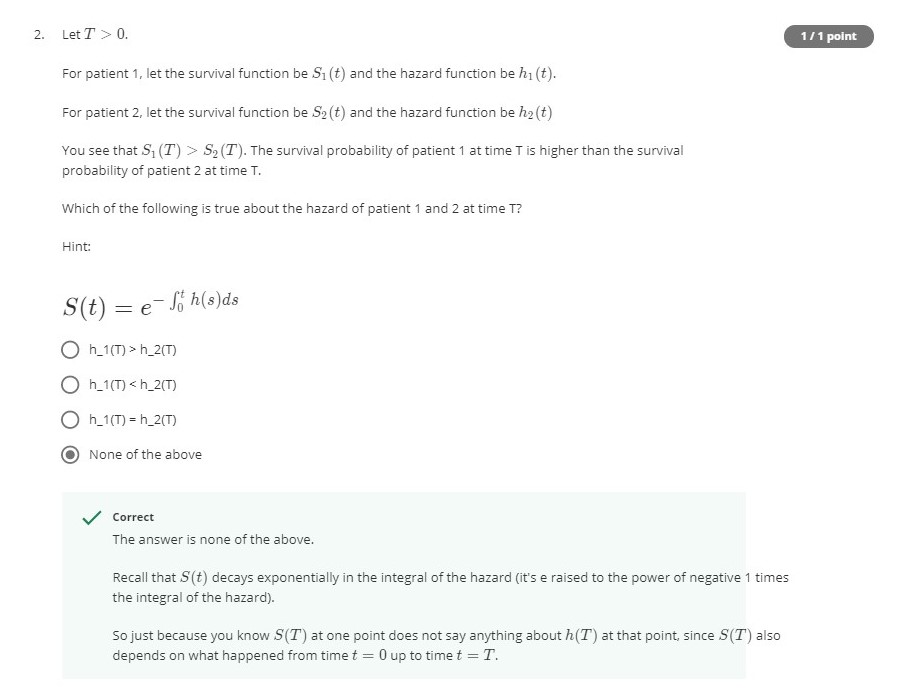 2. Let T > 0.
1 / 1 point
For patient 1, let the survival function be S₁(t) and the hazard function be h₁(t).
For patient 2, let the survival function be S₂(t) and the hazard function be h₂(t)
You see that S₁(T) > S₂(T). The survival probability of patient 1 at time T is higher than the survival
probability of patient 2 at time T.
Which of the following is true about the hazard of patient 1 and 2 at time T?
Hint:
S(t) = e^{− ∫₀ᵗ h(s)ds}
h_1(T) > h_2(T)
h_1(T) < h_2(T)
h_1(T) = h_2(T)
None of the above
Correct
The answer is none of the above.
Recall that S(t) decays exponentially in the integral of the hazard (it's e raised to the power of negative 1 times
the integral of the hazard).
So just because you know S(T) at one point does not say anything about h(T) at that point, since S(T) also
depends on what happened from time t = 0 up to time t = T.